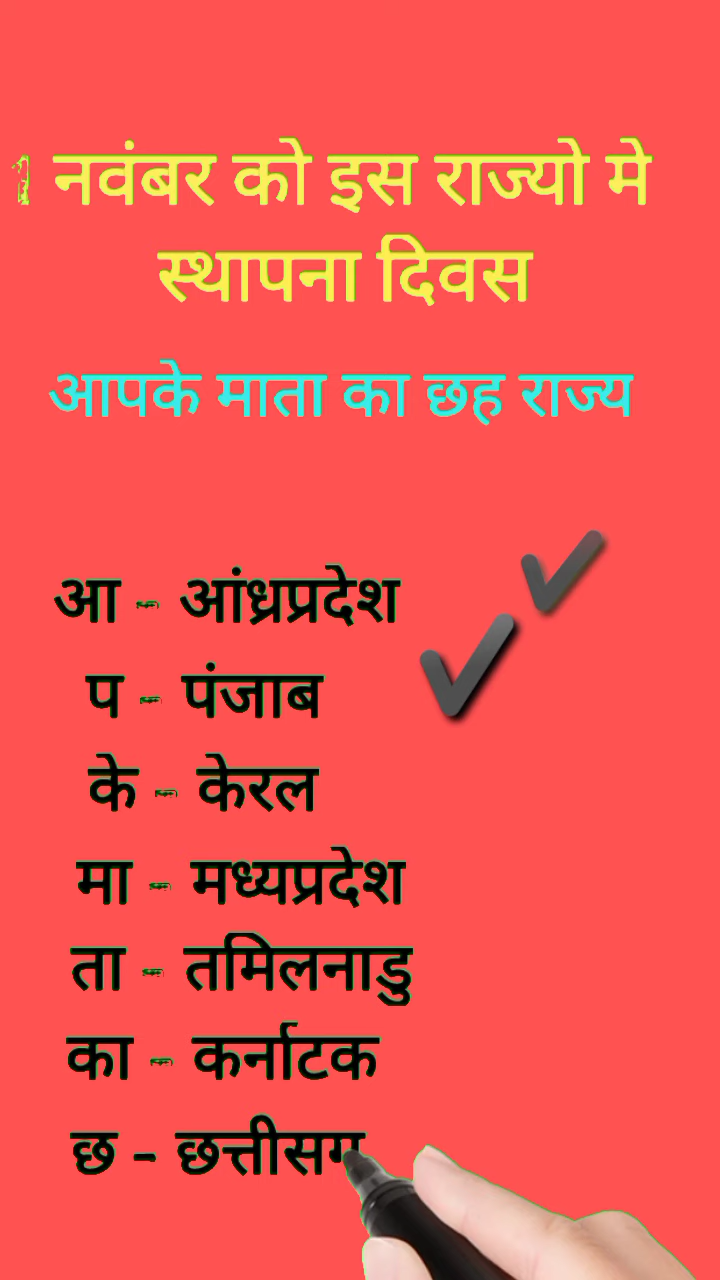 1 नवंबर को इस राज्यो मे
स्थापना दिवस
आपके माता का छह राज्य
आ - आंध्रप्रदेश
प - पंजाब
के - केरल
मा - मध्यप्रदेश
ता - तमिलनाडु
का - कर्नाटक
छ - छत्तीसग